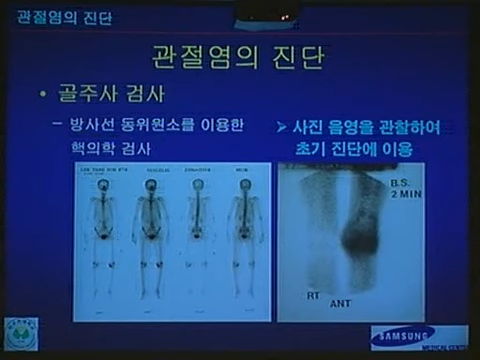 관절염의 진단
관절염의 진단
• 골주사 검사
– 방사선 동위원소를 이용한
핵의학 검사
➤ 사진 음영을 관찰하여
초기 진단에 이용
B.S.
2 MIN
RT
ANT
SAMSUNG
MEDICAL CENTER